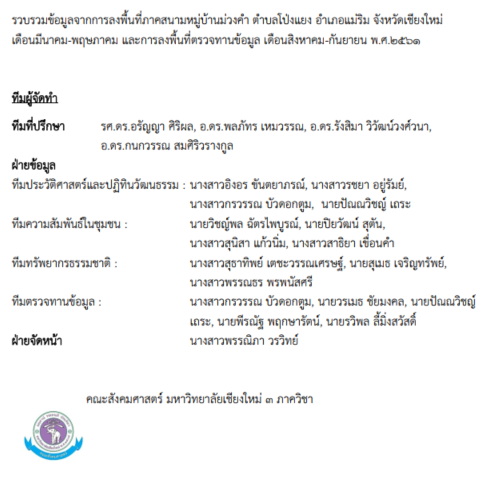 รวบรวมข้อมูลจากการลงพื้นที่ภาคสนามหมู่บ้านม่วงคำ ตำบลโป่งแยง อำเภอแม่ริม จังหวัดเชียงใหม่
เดือนมีนาคม-พฤษภาคม และการลงพื้นที่ตรวจทานข้อมูล เดือนสิงหาคม-กันยายน พ.ศ.๒๕๖๑
ทีมผู้จัดทำ
ทีมที่ปรึกษา รศ.ดร.อรัญญา ศิริผล, อ.ดร.พลภัทร เหมวรรณ, อ.ดร.รังสิมา วิวัฒน์วงศ์วนา,
อ.ดร.กนกวรรณ สมศิริวรางกูล
ฝ่ายข้อมูล
ทีมประวัติศาสตร์และปฏิทินวัฒนธรรม : นางสาวอิงอร ขันตยาภรณ์, นางสาวรชยา อยู่รัมย์,
นางสาวกรวรรณ บัวดอกตูม, นายปัณณวิชญ์ เถระ
ทีมความสัมพันธ์ในชุมชน : นายวิชญ์พล ฉัตรไพบูรณ์, นายปิยวัฒน์ สุตัน,
นางสาวสุนิสา แก้วนิ่ม, นางสาวสาธิยา เขื่อนคำ
ทีมทรัพยากรธรรมชาติ : นางสาวสุธาทิพย์ เตชะวรรณเศรษฐ์, นายสุเมธ เจริญทรัพย์,
นางสาวพรรณธร พรพนัสศรี
ทีมตรวจทานข้อมูล : นางสาวกรวรรณ บัวดอกตูม, นายวรเมธ ชัยมงคล, นายปัณณวิชญ์
เถระ, นายพีรณัฐ พฤกษารัตน์, นายรวิพล ลี้มิ่งสวัสดิ์
ฝ่ายจัดหน้า นางสาวพรรณิภา วรวิทย์
คณะสังคมศาสตร์ มหาวิทยาลัยเชียงใหม่ ๓ ภาควิชา